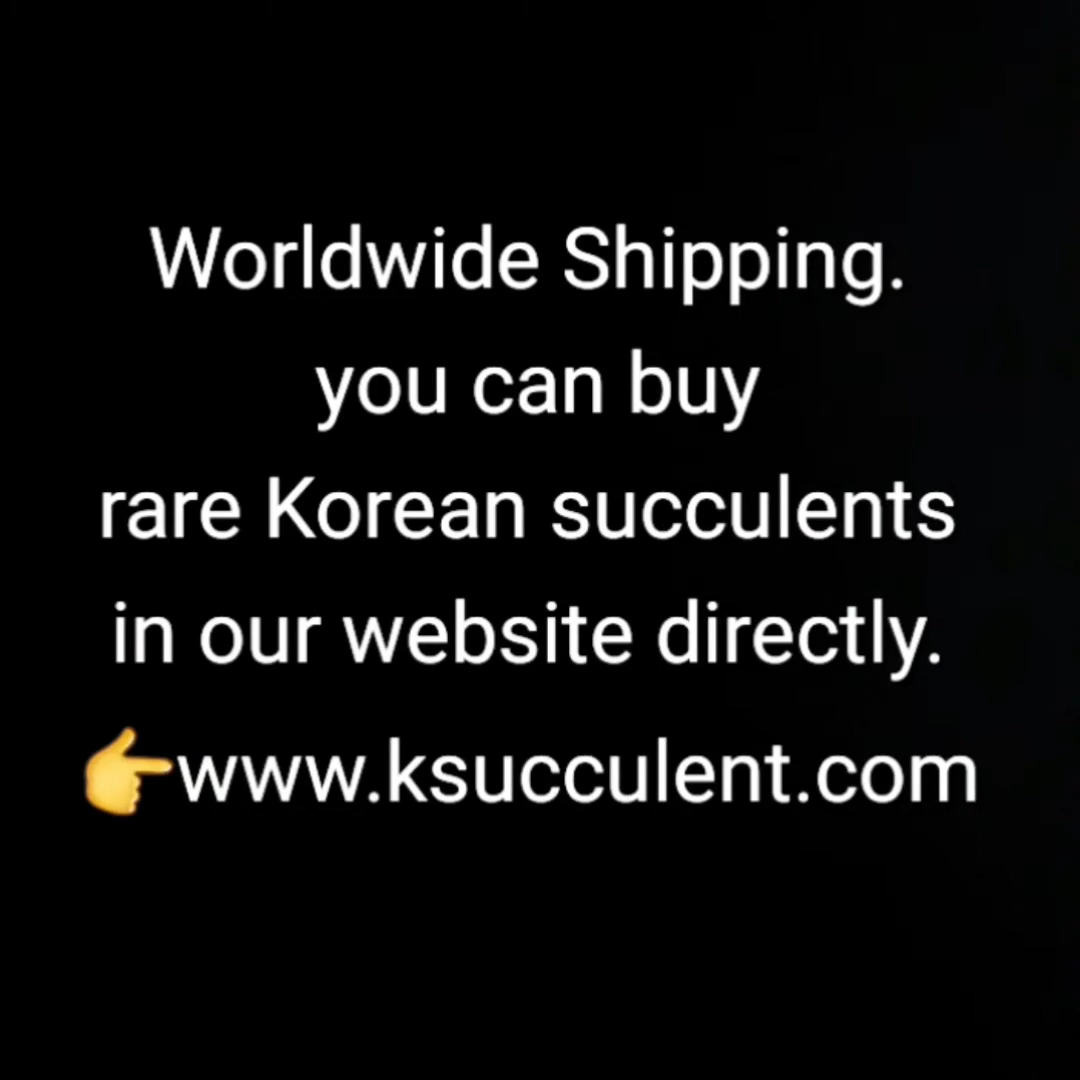 Worldwide Shipping.
you can buy
rare Korean succulents
in our website directly.
👉www.ksucculent.com